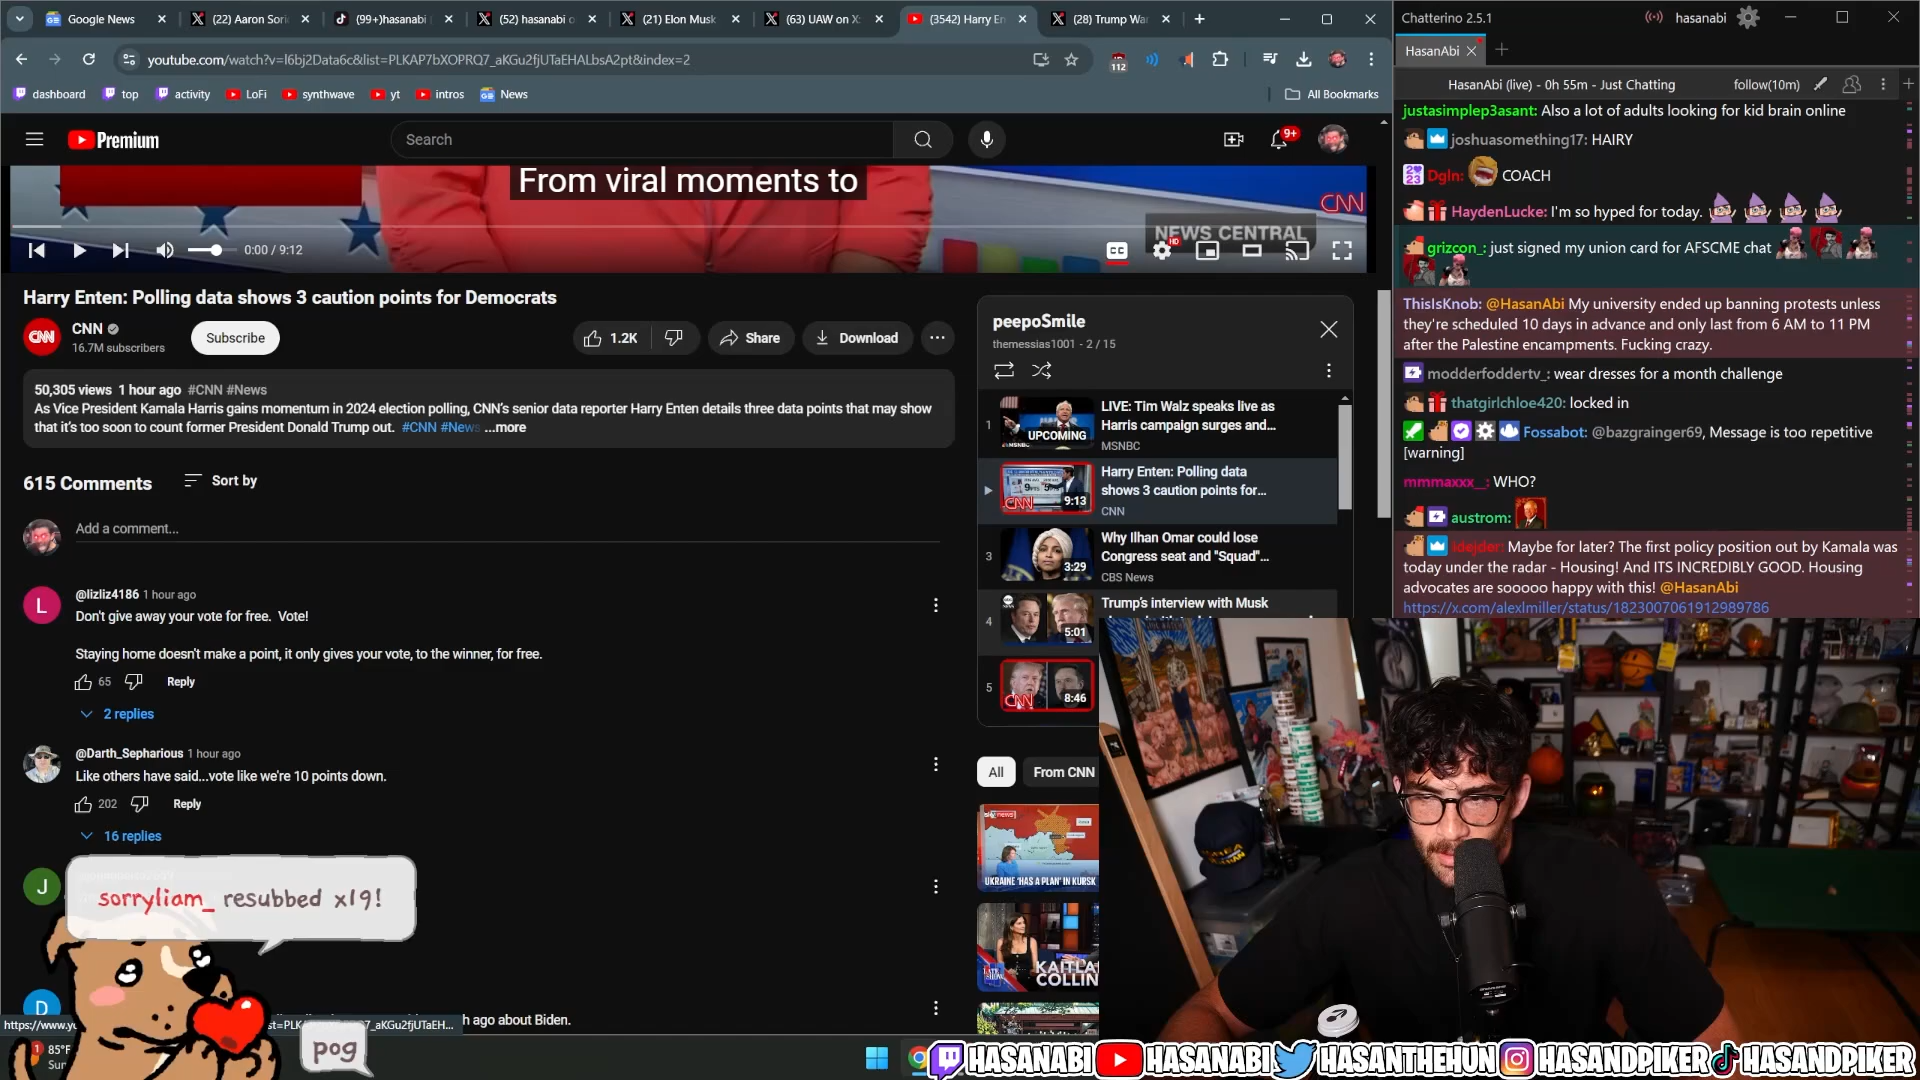 Google News
(22) Aaron Sori
(99+)hasanabi
(52) hasanabi o
(21) Elon Musk
(63) UAW on X
(3542) Harry En
(28) Trump War
youtube.com/watch?v=l6bj2Data6c&list=PLKAP7bXOPRQ7_aKGu2fjUTaEHALbsA2pt&index=2
112
dashboard
top
activity
LoFi
synthwave
yt
intros
News
All Bookmarks
Premium
Search
9+
From viral moments to
CNN
NEWS CENTRAL
0:00 / 9:12
CC
HD
Harry Enten: Polling data shows 3 caution points for Democrats
CNN
CNN
16.7M subscribers
Subscribe
1.2K
Share
Download
50,305 views 1 hour ago #CNN #News
As Vice President Kamala Harris gains momentum in 2024 election polling, CNN's senior data reporter Harry Enten details three data points that may show
that it's too soon to count former President Donald Trump out. #CNN #News ...more
615 Comments
Sort by
Add a comment...
L
@lizliz4186 1 hour ago
Don't give away your vote for free. Vote!
Staying home doesn't make a point, it only gives your vote, to the winner, for free.
65
Reply
2 replies
@Darth_Sepharious 1 hour ago
Like others have said...vote like we're 10 points down.
202
Reply
16 replies
J
sorryliam_ resubbed x19!
D
h ago about Biden.
https://www.yo
st=PLK
7_aKGu2fjUTaEH...
pog
1
85°F
Sun
peepoSmile
themessias1001 - 2 / 15
1
UPCOMING
LIVE: Tim Walz speaks live as
Harris campaign surges and...
MSNBC
CNN
9:13
Harry Enten: Polling data
shows 3 caution points for...
CNN
3
3:29
Why Ilhan Omar could lose
Congress seat and "Squad"...
CBS News
4
5:01
Trump's interview with Musk
5
CNN
8:46
All
From CNN
UKRAINE 'HAS A PLAN' IN KURSK
KAITLA
COLLIN
Chatterino 2.5.1
hasanabi
HasanAbi
HasanAbi (live) - 0h 55m - Just Chatting
follow(10m)
justasimplep3asant: Also a lot of adults looking for kid brain online
joshuasomething17: HAIRY
Dgln: COACH
HaydenLucke: I'm so hyped for today.
grizcon_: just signed my union card for AFSCME chat
ThisIsKnob: @HasanAbi My university ended up banning protests unless
they're scheduled 10 days in advance and only last from 6 AM to 11 PM
after the Palestine encampments. Fucking crazy.
modderfoddertv_: wear dresses for a month challenge
thatgirlchloe420: locked in
Fossabot: @bazgrainger69, Message is too repetitive
[warning]
mmmaxxx__: WHO?
austrom:
idejder: Maybe for later? The first policy position out by Kamala was
today under the radar - Housing! And ITS INCREDIBLY GOOD. Housing
advocates are sooooo happy with this! @HasanAbi
https://x.com/alexlmiller/status/1823007061912989786
HASANABI
HASANABI
HASANTHEHUN
HASANDPIKER
HASANDPIKER